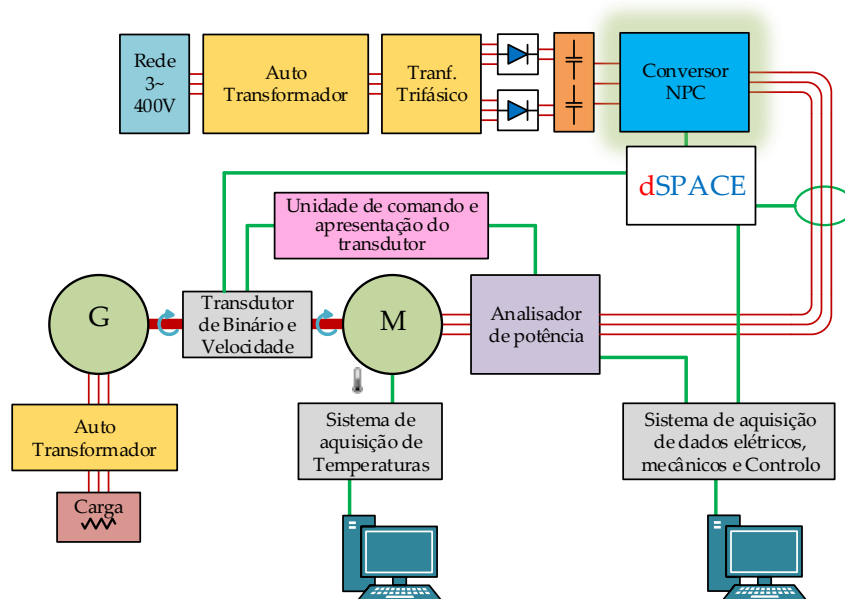 Rede
3~
400V
Auto
Transformador
Tranf.
Trifásico
Conversor
NPC
dSPACE
Unidade de comando e
apresentação do
transdutor
G
Transdutor
de Binário e
Velocidade
M
Analisador
de potência
Auto
Transformador
Carga
Sistema de
aquisição de
Temperaturas
Sistema de aquisição
de dados elétricos,
mecânicos e Controlo